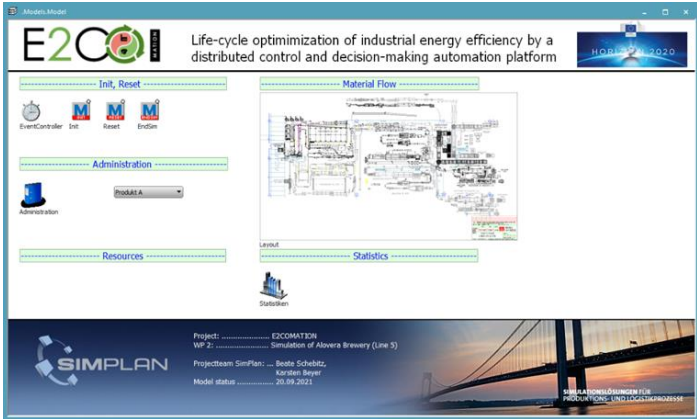 .Models.Model
E2COMATION
Life-cycle optimimization of industrial energy efficiency by a
distributed control and decision-making automation platform
HORIZON 2020
---------------------- Init, Reset ------------------------
---------------------- Material Flow ----------------------
EventController Init Reset EndSim
-------------------- Administration ---------------------
Produkt A
Administration
Layout
----------------------- Resources -----------------------
------------------------ Statistics ------------------------
Statistiken
SIMPLAN
Project: ...................... E2COMATION
WP 2: ........................ Simulation of Alovera Brewery (Line 5)
Projectteam SimPlan: ... Beate Schebitz,
Karsten Beyer
Model status ................ 20.09.2021
SIMULATIONSLÖSUNGEN FÜR
PRODUKTIONS- UND LOGISTIKPROZESSE